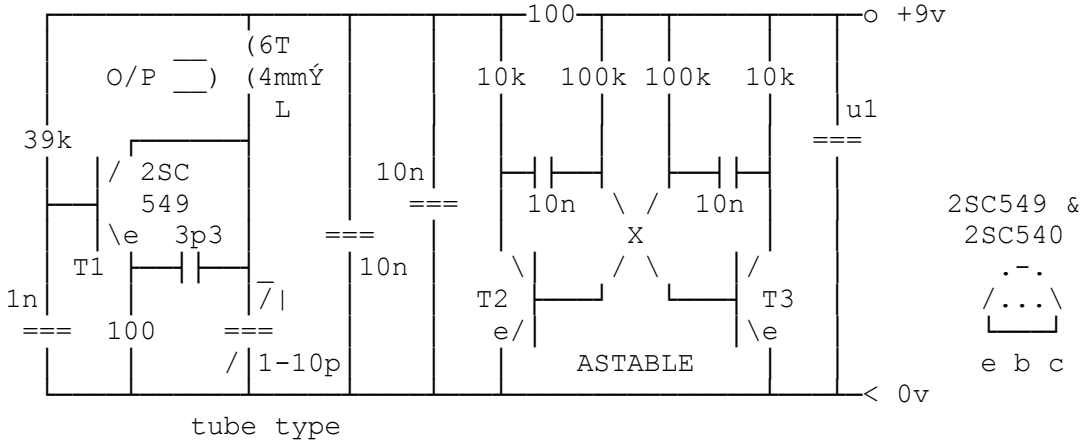 100 +9v
(6T
O/P ) (4mmÝ 10k 100k 100k 10k
L u1
39k ===
/ 2SC 10n
549 === 10n 10n 2SC549 &
\ /
\e 3p3 === X 2SC540
T1 10n \ / \ / .-.
1n /| T2 T3 /...\
=== 100 === e/ \e
/ 1-10p ASTABLE e b c
< 0v
tube type